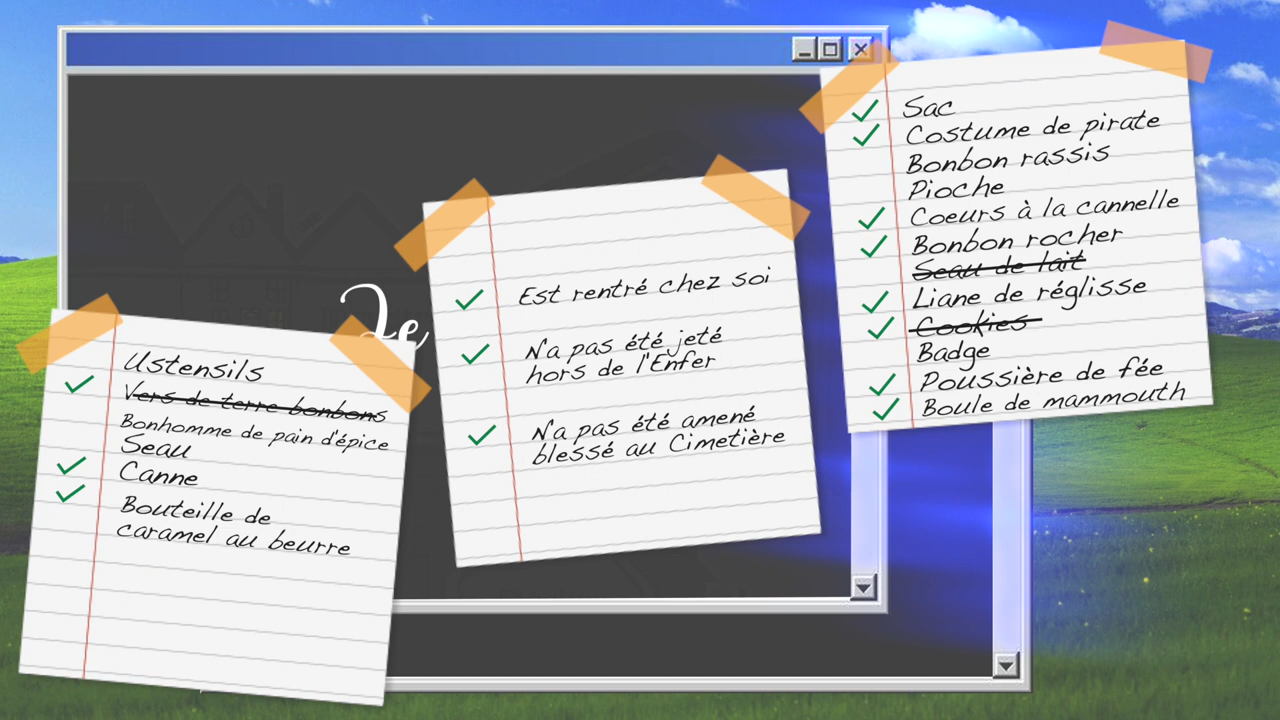 Je
Ustensils
Vers de terre bonbons
Bonhomme de pain d'épice
Seau
Canne
Bouteille de
caramel au beurre
Est rentré chez soi
N'a pas été jeté
hors de l'Enfer
N'a pas été amené
blessé au Cimetière
Sac
Costume de pirate
Bonbon rassis
Pioche
Coeurs à la cannelle
Bonbon rocher
Seau de lait
Liane de réglisse
Cookies
Badge
Poussière de fée
Boule de mammouth